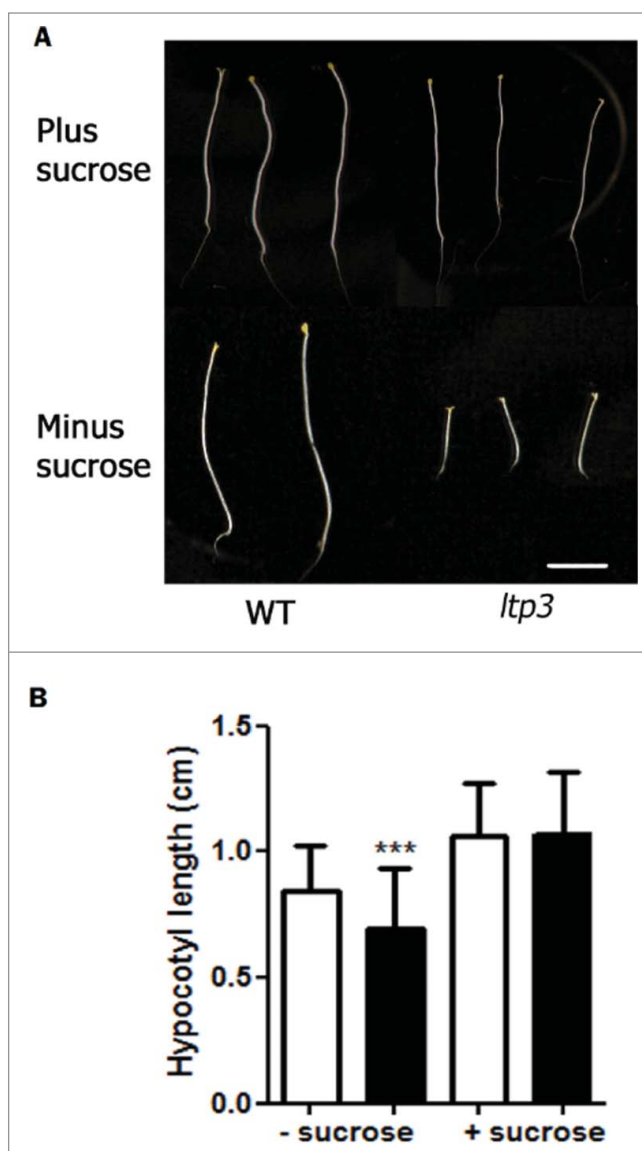 A
Plus
sucrose
Minus
sucrose
WT
ltp3
B
Hypocotyl length (cm)
1.5
1.0
0.5
0.0
***
- sucrose
+ sucrose